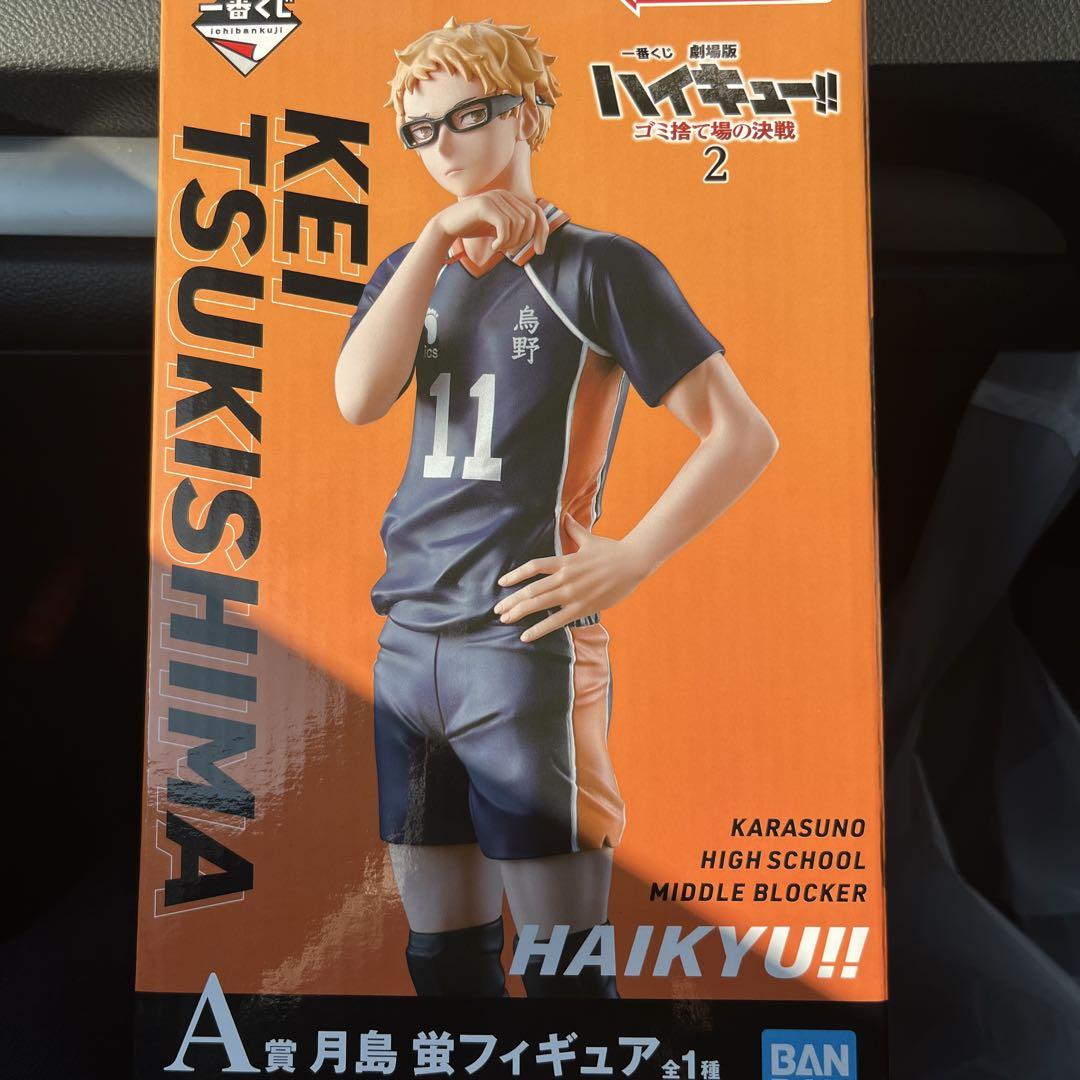 一番くじ
ichibankuji
一番くじ 劇場版
ハイキュー!!
ゴミ捨て場の決戦
2
KEI
TSUKISHIMA
烏野
ics
11
KARASUNO
HIGH SCHOOL
MIDDLE BLOCKER
HAIKYU!!
A賞 月島 蛍フィギュア 全1種
BAN